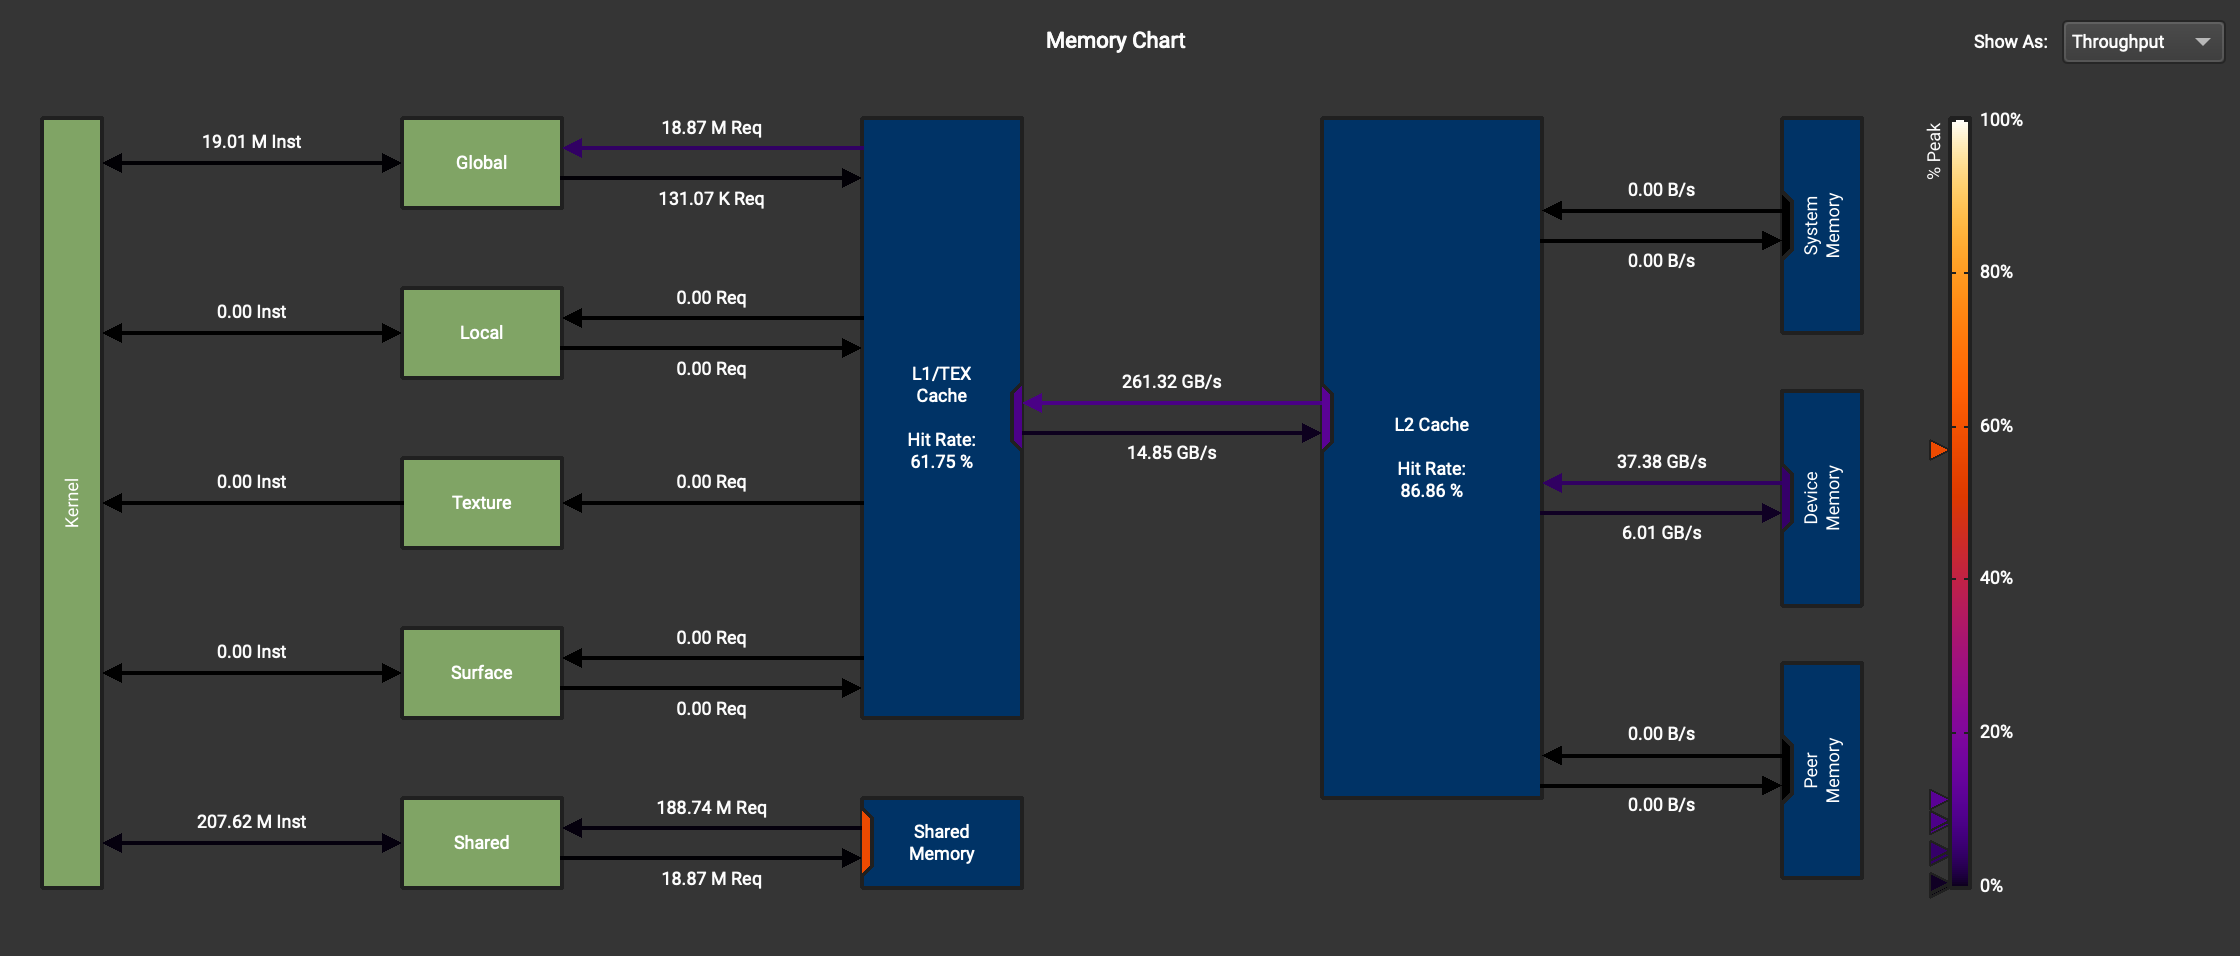 Memory Chart
Show As:
Throughput
Kernel
19.01 M Inst
Global
18.87 M Req
131.07 K Req
0.00 Inst
Local
0.00 Req
0.00 Req
0.00 Inst
Texture
0.00 Req
0.00 Inst
Surface
0.00 Req
0.00 Req
207.62 M Inst
Shared
188.74 M Req
18.87 M Req
L1/TEX
Cache
Hit Rate:
61.75 %
Shared
Memory
261.32 GB/s
14.85 GB/s
L2 Cache
Hit Rate:
86.86 %
0.00 B/s
0.00 B/s
System
Memory
37.38 GB/s
6.01 GB/s
Device
Memory
0.00 B/s
0.00 B/s
Peer
Memory
% Peak
100%
80%
60%
40%
20%
0%